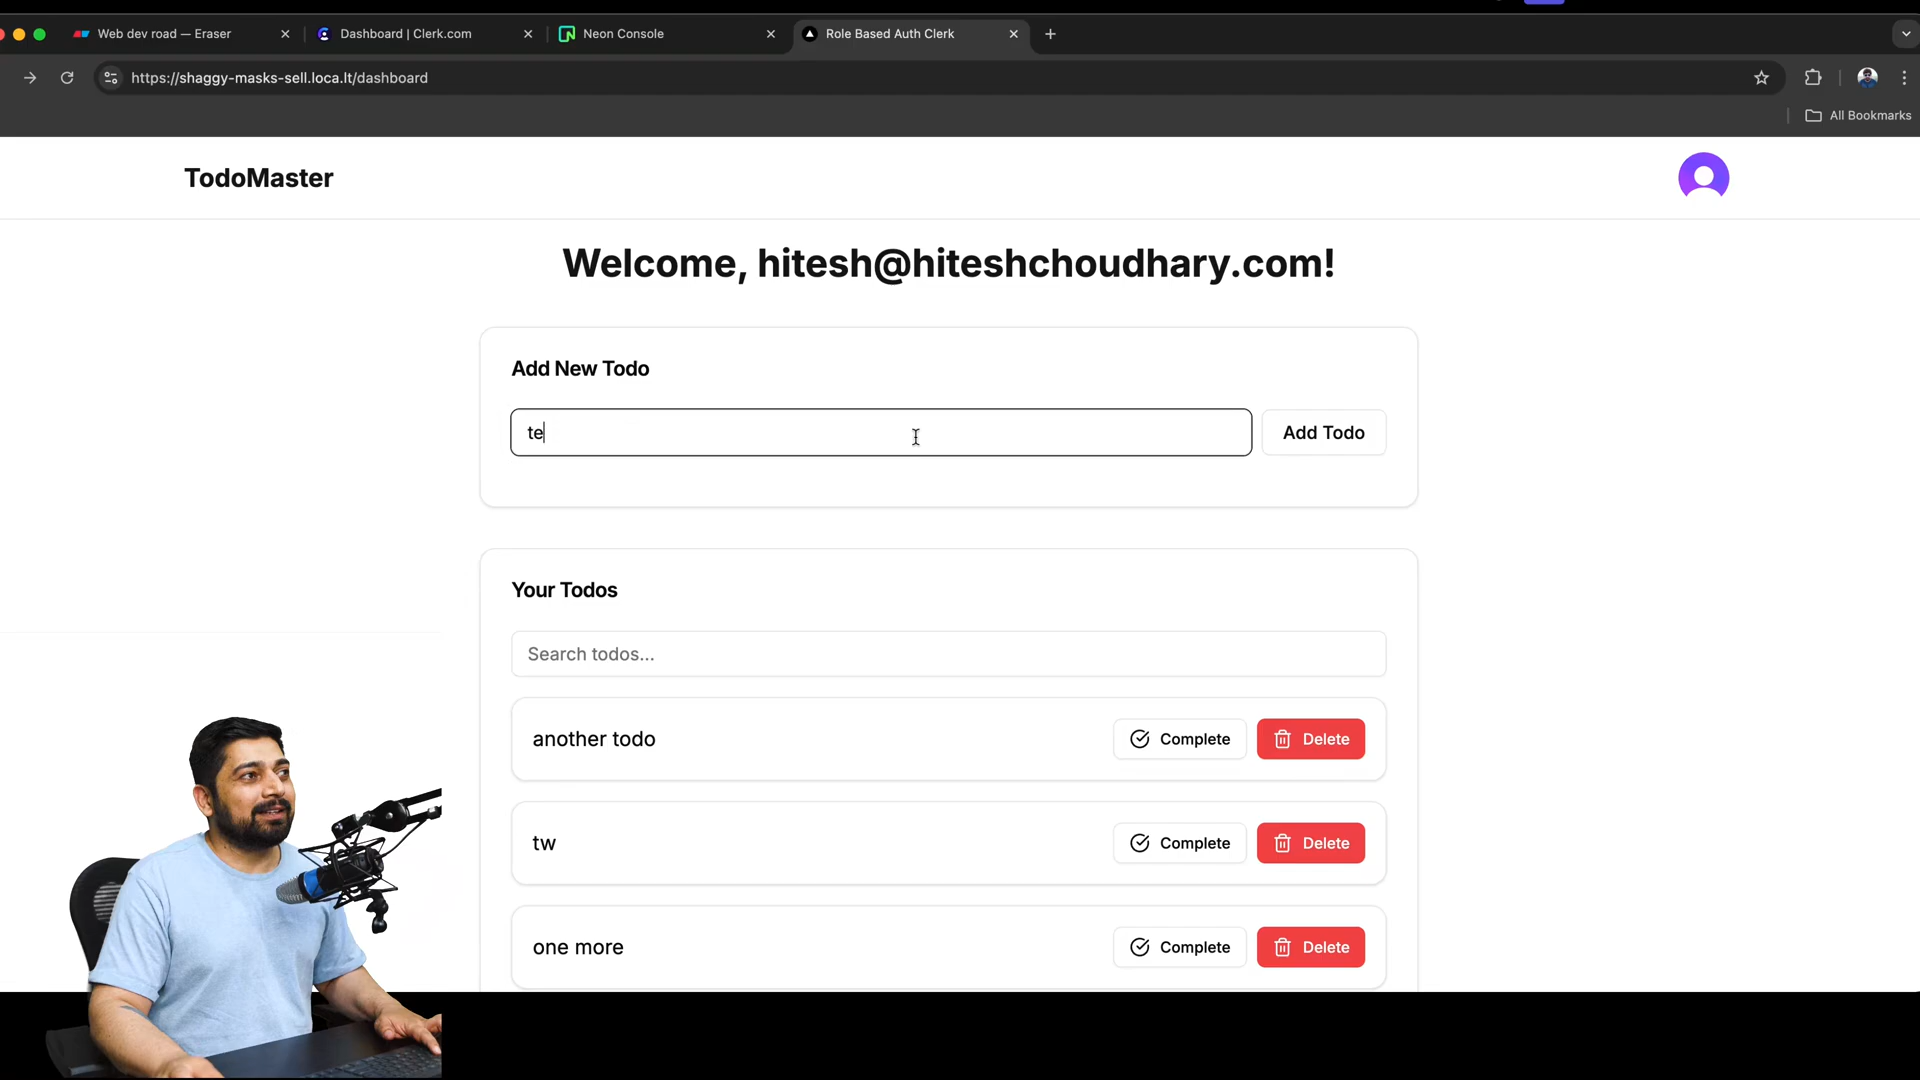 Web dev road — Eraser
Dashboard | Clerk.com
Neon Console
Role Based Auth Clerk
https://shaggy-masks-sell.loca.lt/dashboard
All Bookmarks
TodoMaster
Welcome, hitesh@hiteshchoudhary.com!
Add New Todo
te
Add Todo
Your Todos
Search todos...
another todo
Complete
Delete
tw
Complete
Delete
one more
Complete
Delete